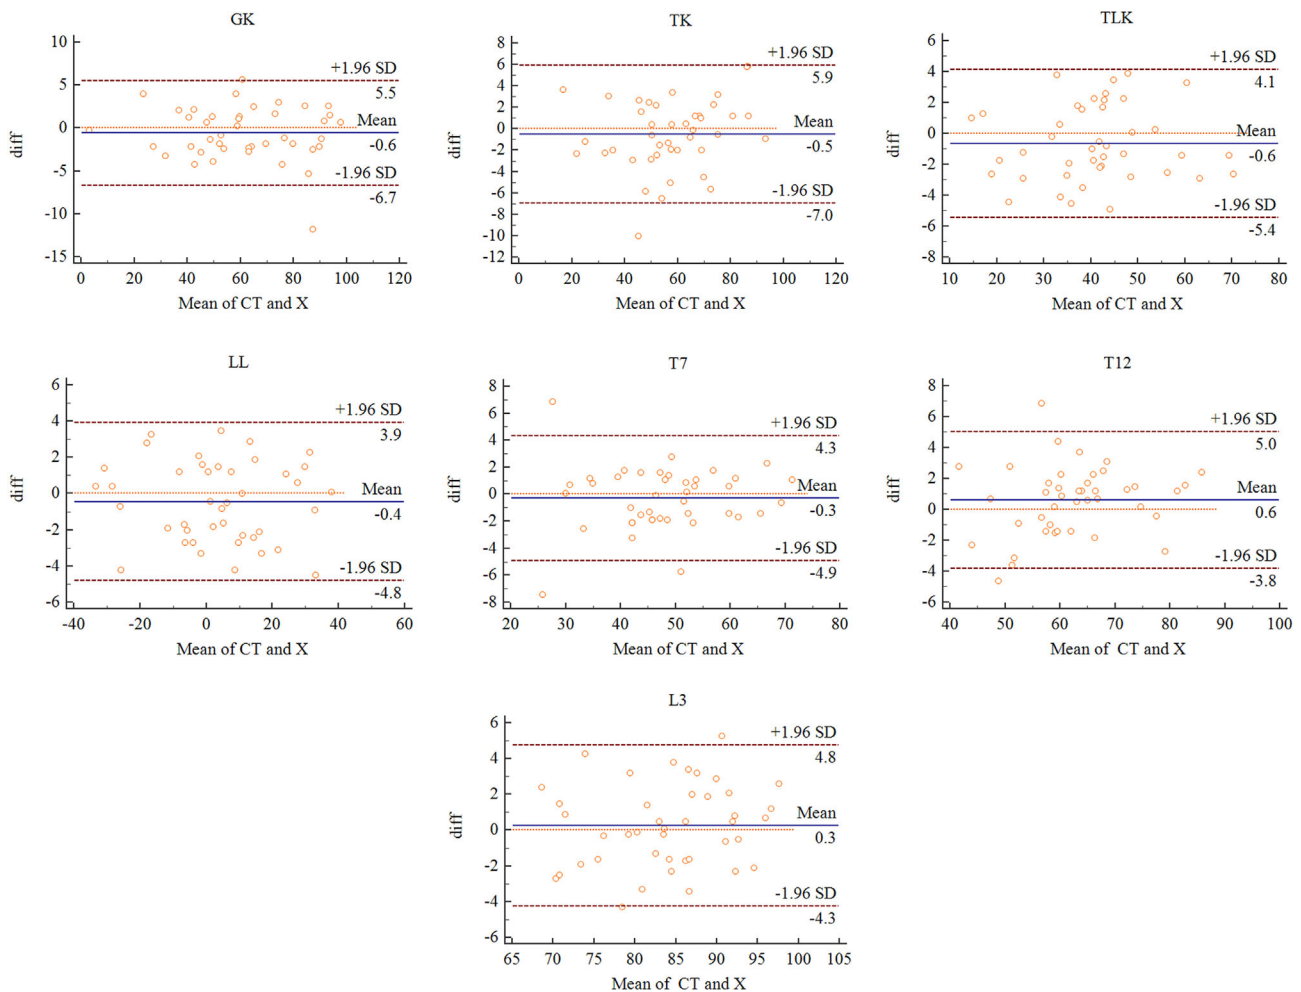 GK
10
5
0
-5
-10
-15
diff
+1.96 SD
5.5
Mean
-0.6
-1.96 SD
-6.7
0 20 40 60 80 100 120
Mean of CT and X
TK
8
6
4
2
0
-2
-4
-6
-8
-10
-12
diff
+1.96 SD
5.9
Mean
-0.5
-1.96 SD
-7.0
0 20 40 60 80 100 120
Mean of CT and X
TLK
6
4
2
0
-2
-4
-6
-8
diff
+1.96 SD
4.1
Mean
-0.6
-1.96 SD
-5.4
10 20 30 40 50 60 70 80
Mean of CT and X
LL
6
4
2
0
-2
-4
-6
diff
+1.96 SD
3.9
Mean
-0.4
-1.96 SD
-4.8
-40 -20 0 20 40 60
Mean of CT and X
T7
8
6
4
2
0
-2
-4
-6
-8
diff
+1.96 SD
4.3
Mean
-0.3
-1.96 SD
-4.9
20 30 40 50 60 70 80
Mean of CT and X
T12
8
6
4
2
0
-2
-4
-6
diff
+1.96 SD
5.0
Mean
0.6
-1.96 SD
-3.8
40 50 60 70 80 90 100
Mean of CT and X
L3
6
4
2
0
-2
-4
-6
diff
+1.96 SD
4.8
Mean
0.3
-1.96 SD
-4.3
65 70 75 80 85 90 95 100 105
Mean of CT and X